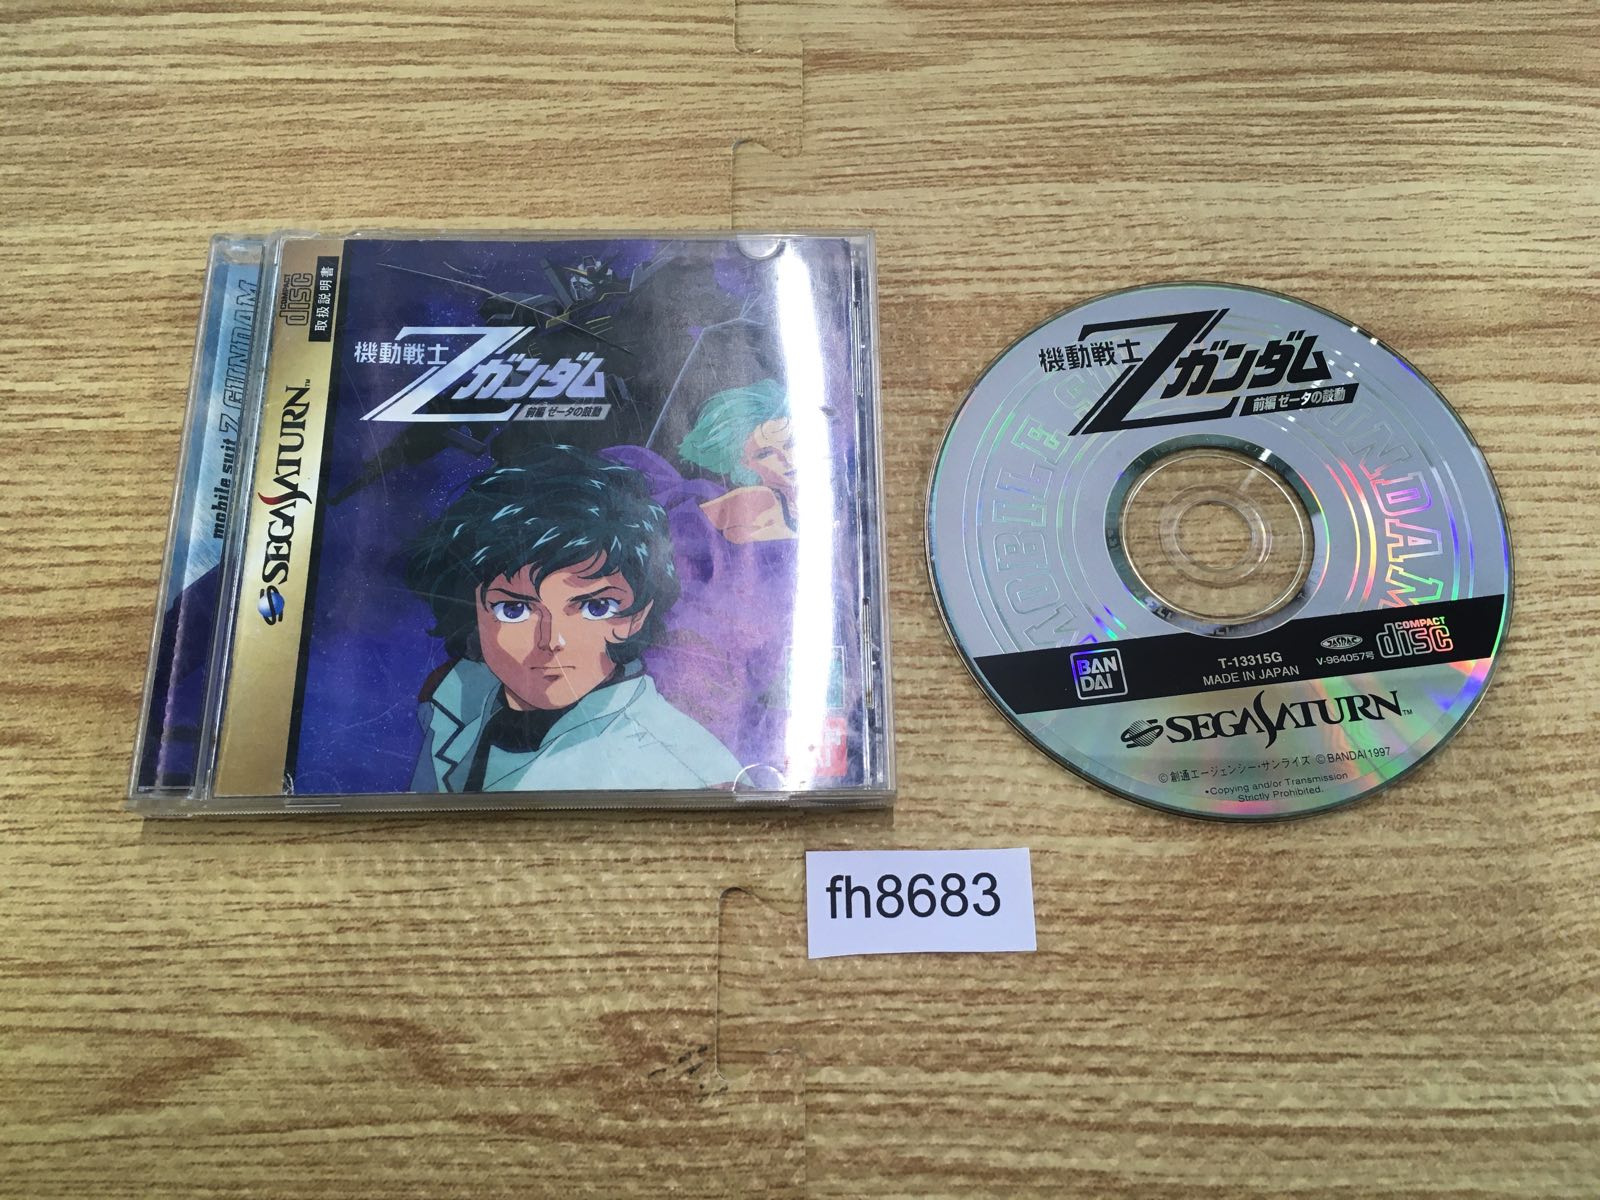 mobile suit Z GUNDAM
COMPACT
disc
取扱説明書
SEGA SATURN™
機動戦士
Zガンダム
前編 ゼータの鼓動
機動戦士
Zガンダム
前編 ゼータの鼓動
MOBILE
GUNDAM
BAN
DAI
T-13315G
MADE IN JAPAN
V-964057号
COMPACT
disc
SEGA SATURN™
© 創通エージェンシー・サンライズ © BANDAI 1997
•Copying and/or Transmission
Strictly Prohibited.
fh8683